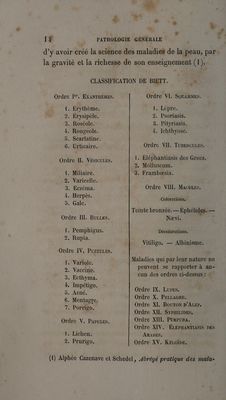 14 PATHOLOGIE GÉNÉRALE
d'y avoir créé la science des maladies de la peau, par
la gravité et la richesse de son enseignement (1).
CLASSIFICATION DE BIETT.
Ordre Ier. EXANTHÈMES.
1. Erythème.
2. Erysipèle.
3. Roséole.
4. Rougeole.
5. Scarlatine.
6. Urticaire.
Ordre II. VÉSICULES.
1. Miliaire.
2. Varicelle.
3. Eczéma.
4. Herpès.
5. Gale.
Ordre III. BULLES.
1. Pemphigus.
2. Rupia.
Ordre IV. PUSTULES.
1. Variole.
2. Vaccine.
3. Ecthyma.
4. Impétigo.
5. Acné.
6. Mentagre.
7. Porrigo.
Ordre V. PAPULES.
1. Lichen.
2. Prurigo.
Ordre VI. SQUAMMES.
1. Lèpre.
2. Psoriasis.
3. Pityriasis.
4. Ichthyose.
Ordre VII. TUBERCULES.
1. Eléphantiasis des Grecs.
2. Molluscum.
3. Frambœsia.
Ordre VIII. MACULES.
Colorations.
Teinte bronzée. — Ephélides. —
Nævi.
Décolorations.
Vitiligo. — Albinisme.
Maladies qui par leur nature ne
peuvent se rapporter à au-
cun des ordres ci-dessus :
Ordre IX. LUPUS.
Ordre X. PELLAGRE.
Ordre XI. BOUTON D'ALEP.
Ordre XII. SYPHILIDES.
Ordre XIII. PURPURA.
Ordre XIV. ÉLÉPHANTIASIS DES
ARABES.
Ordre XV. KELOÏDE.
(1) Alphée Cazenave et Schedel, Abrégé pratique des mala-